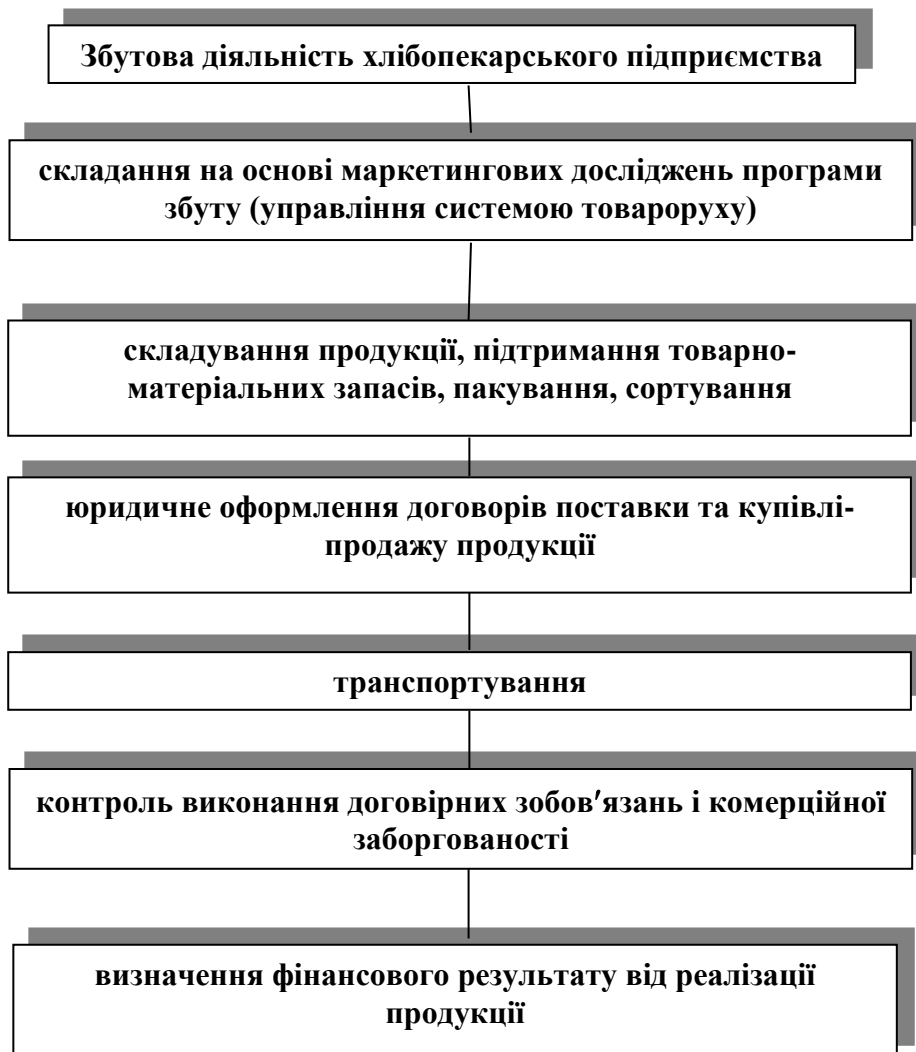 Збутова діяльність хлібопекарського підприємства
складання на основі маркетингових досліджень програми
збуту (управління системою товароруху)
складування продукції, підтримання товарно-
матеріальних запасів, пакування, сортування
юридичне оформлення договорів поставки та купівлі-
продажу продукції
транспортування
контроль виконання договірних зобов′язань і комерційної
заборгованості
визначення фінансового результату від реалізації
продукції